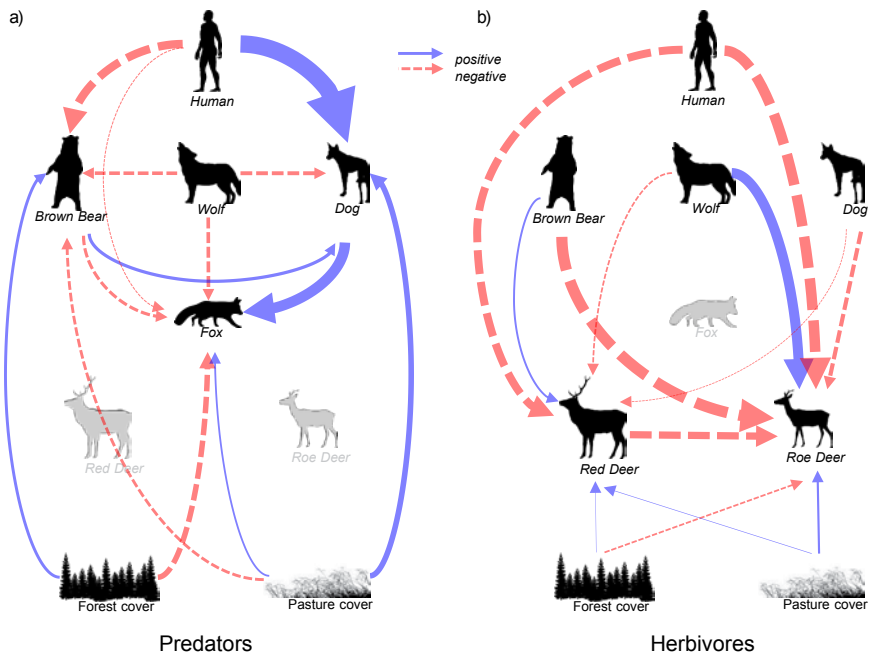 a)
Human
Brown Bear
Wolf
Dog
Fox
Red Deer
Roe Deer
Forest cover
Pasture cover
Predators
positive
negative
b)
Human
Brown Bear
Wolf
Dog
Fox
Red Deer
Roe Deer
Forest cover
Pasture cover
Herbivores